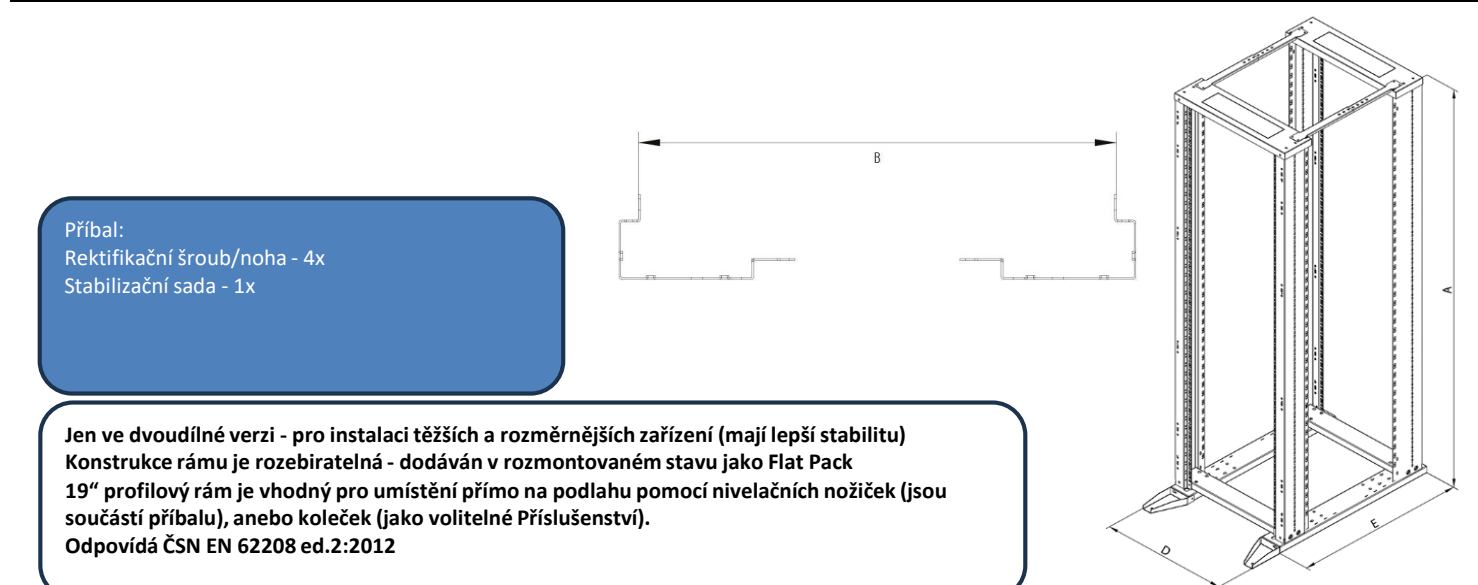 B
A
D
E
Příbal:
Rektifikační šroub/noha - 4x
Stabilizační sada - 1x
Jen ve dvoudílné verzi - pro instalaci těžších a rozměrnějších zařízení (mají lepší stabilitu)
Konstrukce rámu je rozebiratelná - dodáván v rozmontovaném stavu jako Flat Pack
19“ profilový rám je vhodný pro umístění přímo na podlahu pomocí nivelačních nožiček (jsou
součástí příbalu), anebo koleček (jako volitelné Příslušenství).
Odpovídá ČSN EN 62208 ed.2:2012